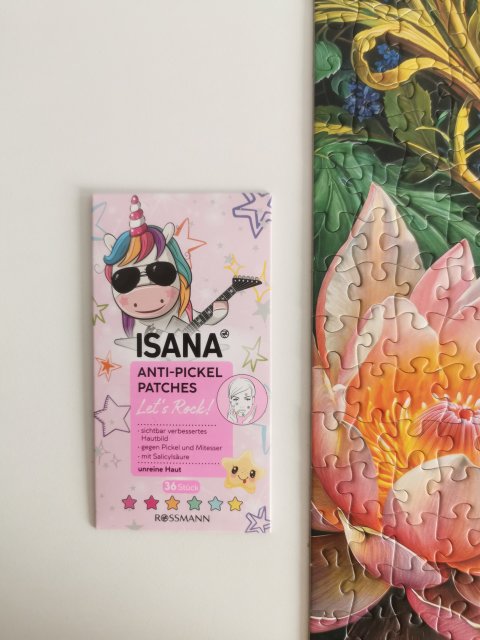 ISANA
ANTI-PICKEL
PATCHES
Let's Rock!
· sichtbar verbessertes
Hautbild
· gegen Pickel und Mitesser
· mit Salicylsäure
unreine Haut
36 Stück
ROSSMANN